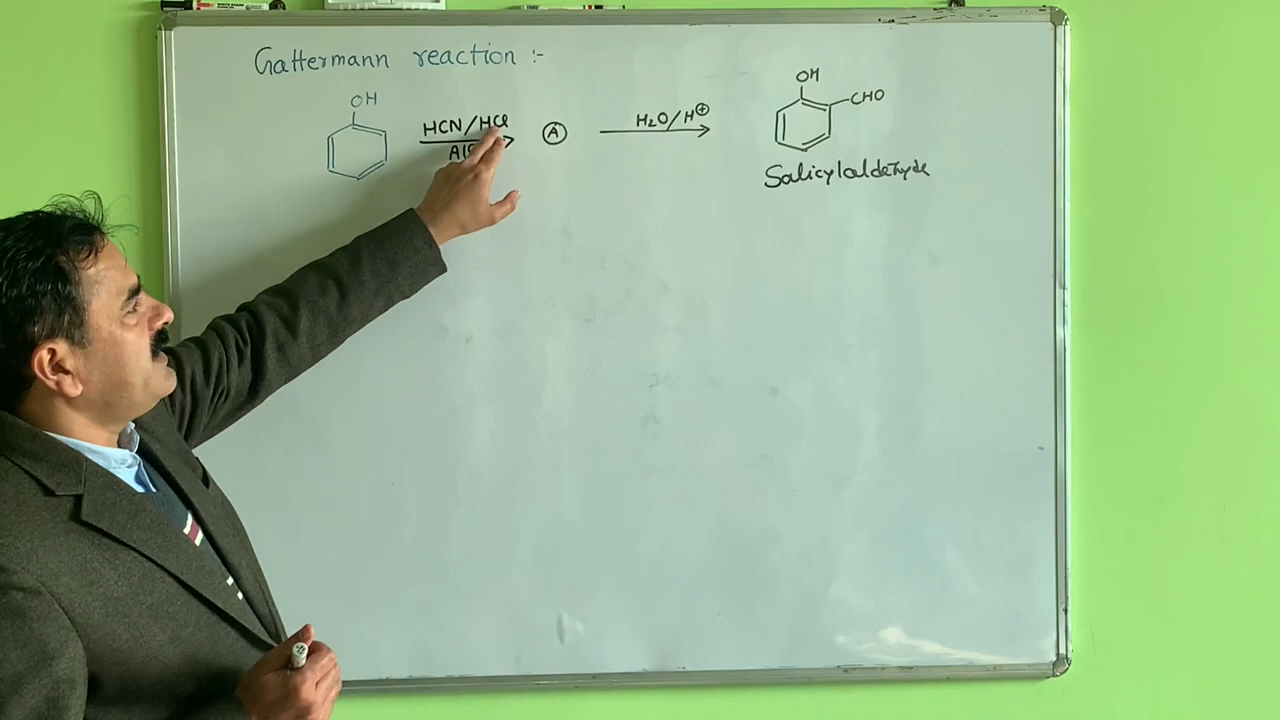 Gattermann reaction :-
OH
HCN/HCl
A
H2O/H⊕
OH
CHO
Salicylaldehyde